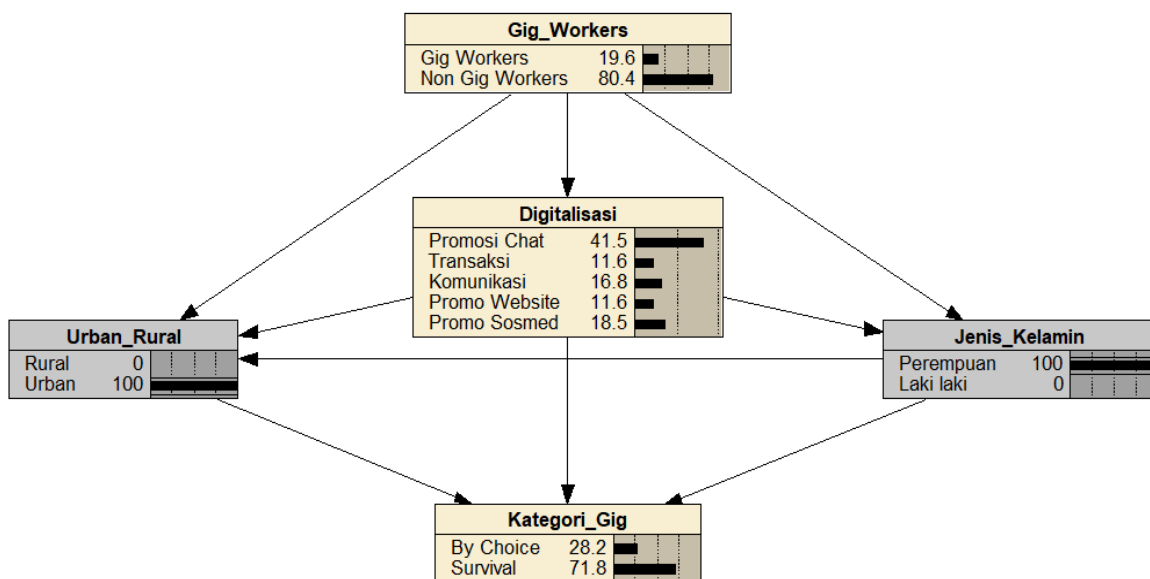 Gig_Workers
Gig Workers 19.6
Non Gig Workers 80.4
Digitalisasi
Promosi Chat 41.5
Transaksi 11.6
Komunikasi 16.8
Promo Website 11.6
Promo Sosmed 18.5
Urban_Rural
Rural 0
Urban 100
Jenis_Kelamin
Perempuan 100
Laki laki 0
Kategori_Gig
By Choice 28.2
Survival 71.8